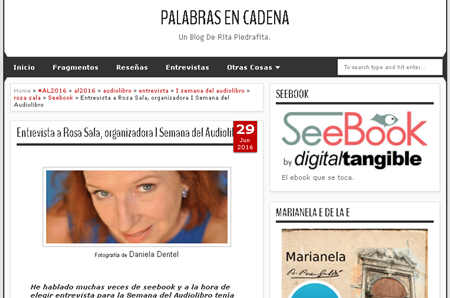 PALABRAS EN CADENA
Un Blog De Rita Piedrafita.
Inicio Fragmentos Reseñas Entrevistas Otras Cosas
To search type and hit enter...
Home » #AL2016 » al2016 » audiolibro » entrevista » I semana del audiolibro »
rosa sala » Seebook » Entrevista a Rosa Sala, organizadora I Semana del
Audiolibro
Entrevista a Rosa Sala, organizadora I Semana del Audiolib
29
Jun
2016
Fotografía de Daniela Dentel
He hablado muchas veces de seebook y a la hora de
elegir entrevista para la Semana del Audiolibro tenía
SEEBOOK
SeeBook
by digitaltangible
El ebook que se toca.
MARIANELA E DE LA E
Marianela